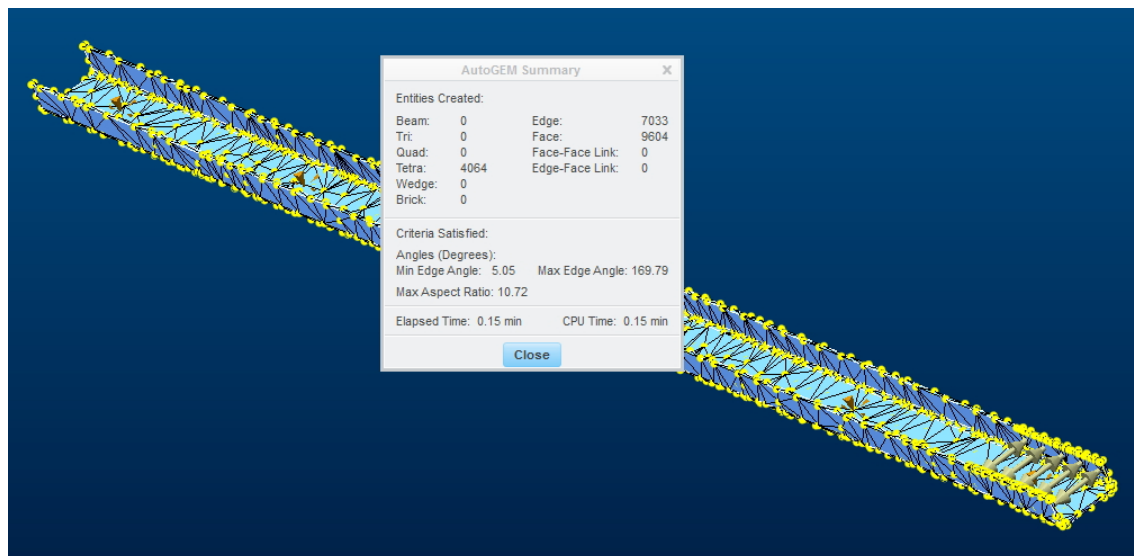 AutoGEM Summary X
Entities Created:
Beam: 0 Edge: 7033
Tri: 0 Face: 9604
Quad: 0 Face-Face Link: 0
Tetra: 4064 Edge-Face Link: 0
Wedge: 0
Brick: 0
Criteria Satisfied:
Angles (Degrees):
Min Edge Angle: 5.05 Max Edge Angle: 169.79
Max Aspect Ratio: 10.72
Elapsed Time: 0.15 min CPU Time: 0.15 min
Close